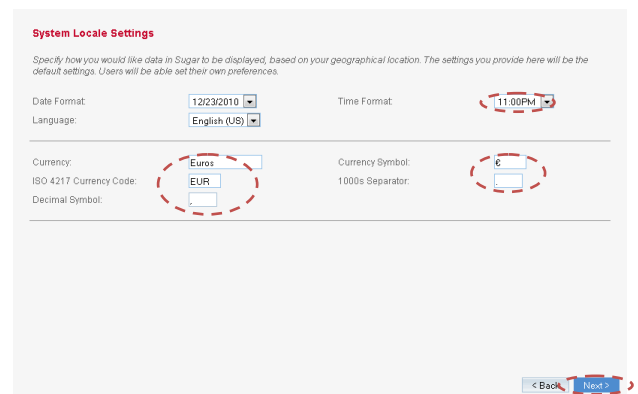 System Locale Settings
Specify how you would like data in Sugar to be displayed, based on your geographical location. The settings you provide here will be the
default settings. Users will be able set their own preferences.
Date Format: 12/23/2010 Time Format: 11:00PM
Language: English (US)
Currency: Euros Currency Symbol: €
ISO 4217 Currency Code: EUR 1000s Separator: .
Decimal Symbol: ,
< Back Next >